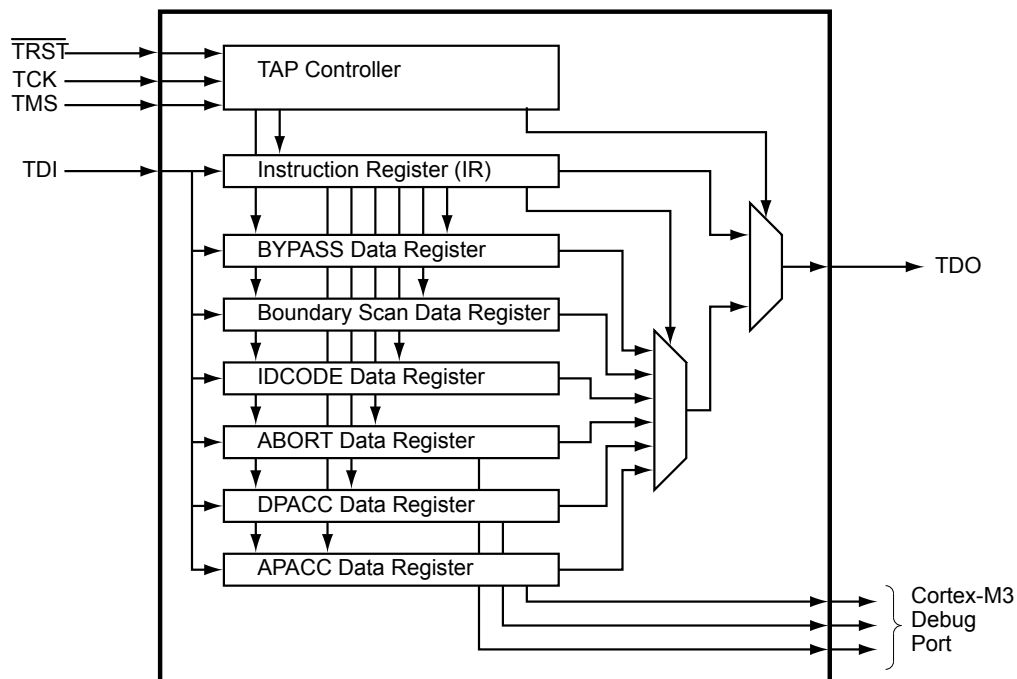 TRST
TCK
TMS
TDI
TAP Controller
Instruction Register (IR)
BYPASS Data Register
Boundary Scan Data Register
IDCODE Data Register
ABORT Data Register
DPACC Data Register
APACC Data Register
TDO
Cortex-M3
Debug
Port